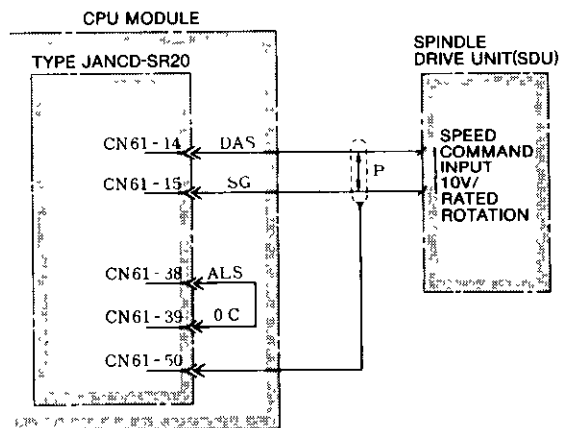 CPU MODULE
TYPE JANCD-SR20
SPINDLE
DRIVE UNIT(SDU)
CN61-14 DAS
CN61-15 SG
P
SPEED
COMMAND
INPUT
10V/
RATED
ROTATION
CN61-38 ALS
CN61-39 0C
CN61-50